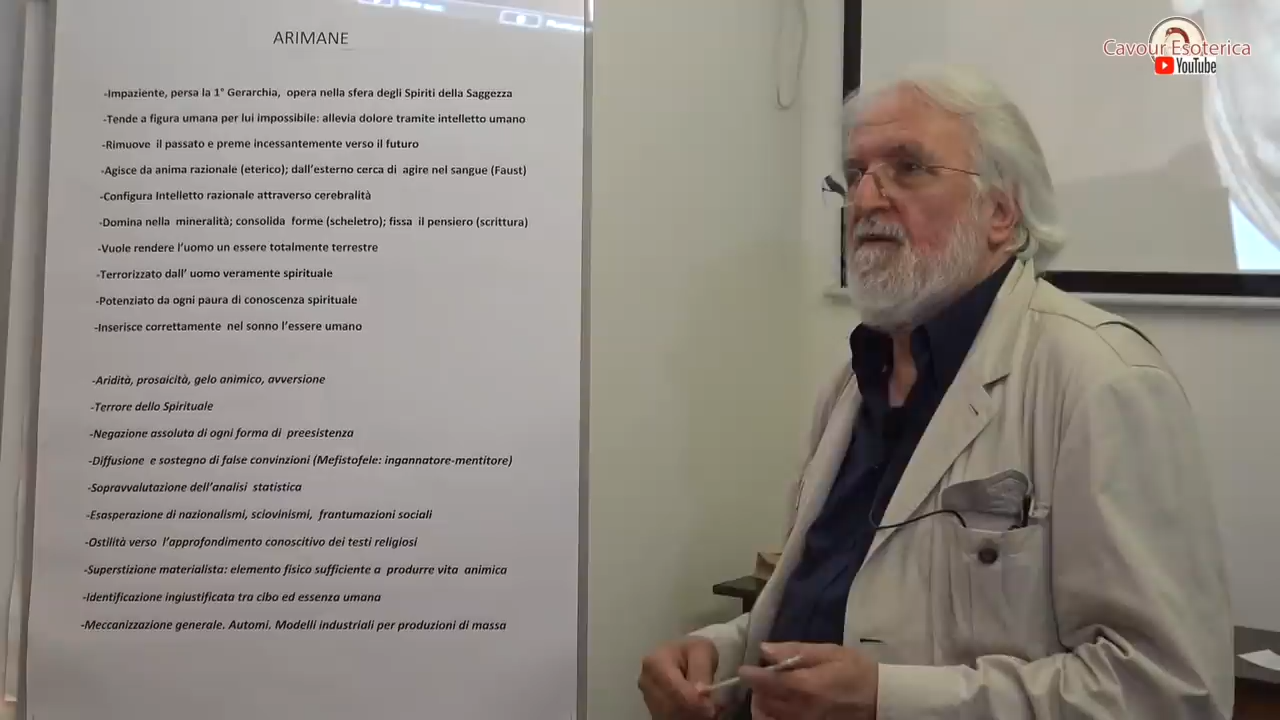 ARIMANE
-Impaziente, persa la 1° Gerarchia, opera nella sfera degli Spiriti della Saggezza
-Tende a figura umana per lui impossibile: allevia dolore tramite intelletto umano
-Rimuove il passato e preme incessantemente verso il futuro
-Agisce da anima razionale (eterico); dall'esterno cerca di agire nel sangue (Faust)
-Configura Intelletto razionale attraverso cerebralità
-Domina nella mineralità; consolida forme (scheletro); fissa il pensiero (scrittura)
-Vuole rendere l'uomo un essere totalmente terrestre
-Terrorizzato dall' uomo veramente spirituale
-Potenziato da ogni paura di conoscenza spirituale
-Inserisce correttamente nel sonno l'essere umano
-Aridità, prosaicità, gelo animico, avversione
-Terrore dello Spirituale
-Negazione assoluta di ogni forma di preesistenza
-Diffusione e sostegno di false convinzioni (Mefistofele: ingannatore-mentitore)
-Sopravvalutazione dell'analisi statistica
-Esasperazione di nazionalismi, sciovinismi, frantumazioni sociali
-Ostilità verso l'approfondimento conoscitivo dei testi religiosi
-Superstizione materialista: elemento fisico sufficiente a produrre vita animica
-Identificazione ingiustificata tra cibo ed essenza umana
-Meccanizzazione generale. Automi. Modelli industriali per produzioni di massa
Cavour Esoterica
YouTube